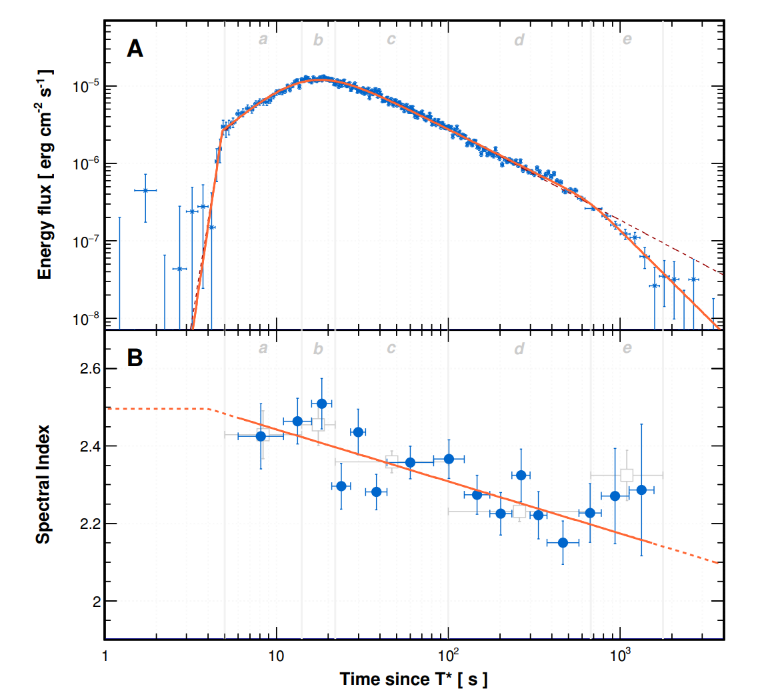 A
a b c d e
Energy flux [ erg cm⁻² s⁻¹ ]
10⁻⁵
10⁻⁶
10⁻⁷
10⁻⁸
B
a b c d e
Spectral Index
2.6
2.4
2.2
2
1 10 10² 10³
Time since T* [ s ]